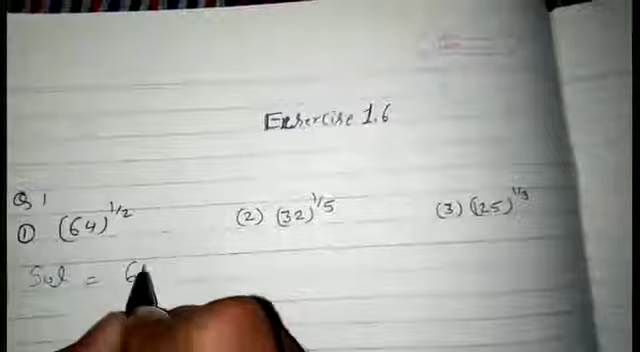 Exercise 1.6
Q 1
① (64)^1/2 (2) (32)^1/5 (3) (125)^1/3
Sol = 6